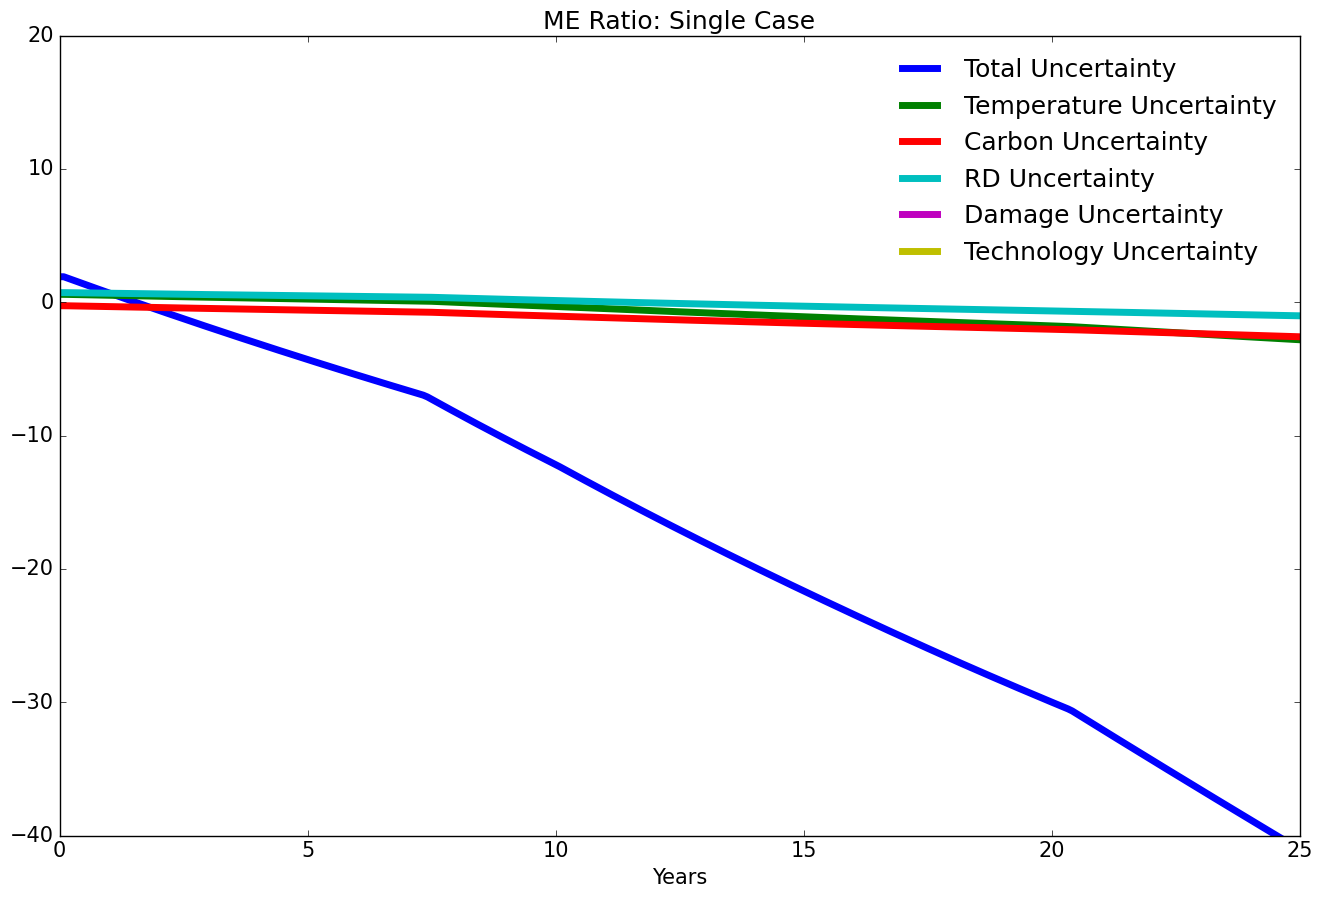 ME Ratio: Single Case
20
10
0
−10
−20
−30
−40
Total Uncertainty
Temperature Uncertainty
Carbon Uncertainty
RD Uncertainty
Damage Uncertainty
Technology Uncertainty
0 5 10 15 20 25
Years